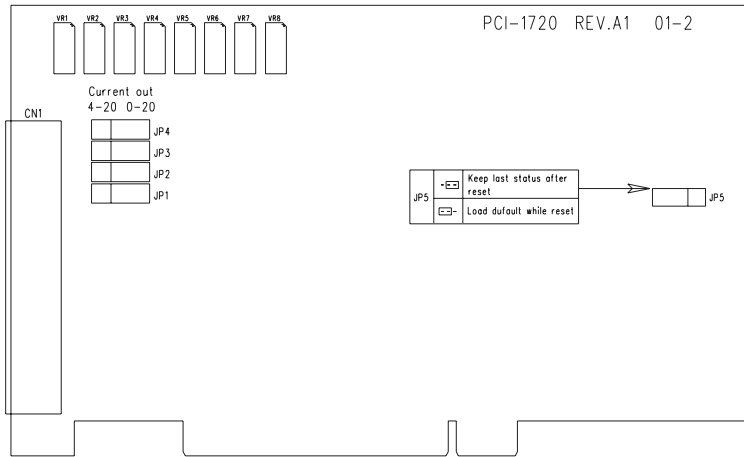 VR1 VR2 VR3 VR4 VR5 VR6 VR7 VR8
PCI-1720 REV.A1 01-2
Current out
4-20 0-20
CN1
JP4
JP3
JP2
JP1
JP5
Keep last status after
reset
Load dufault while reset
JP5